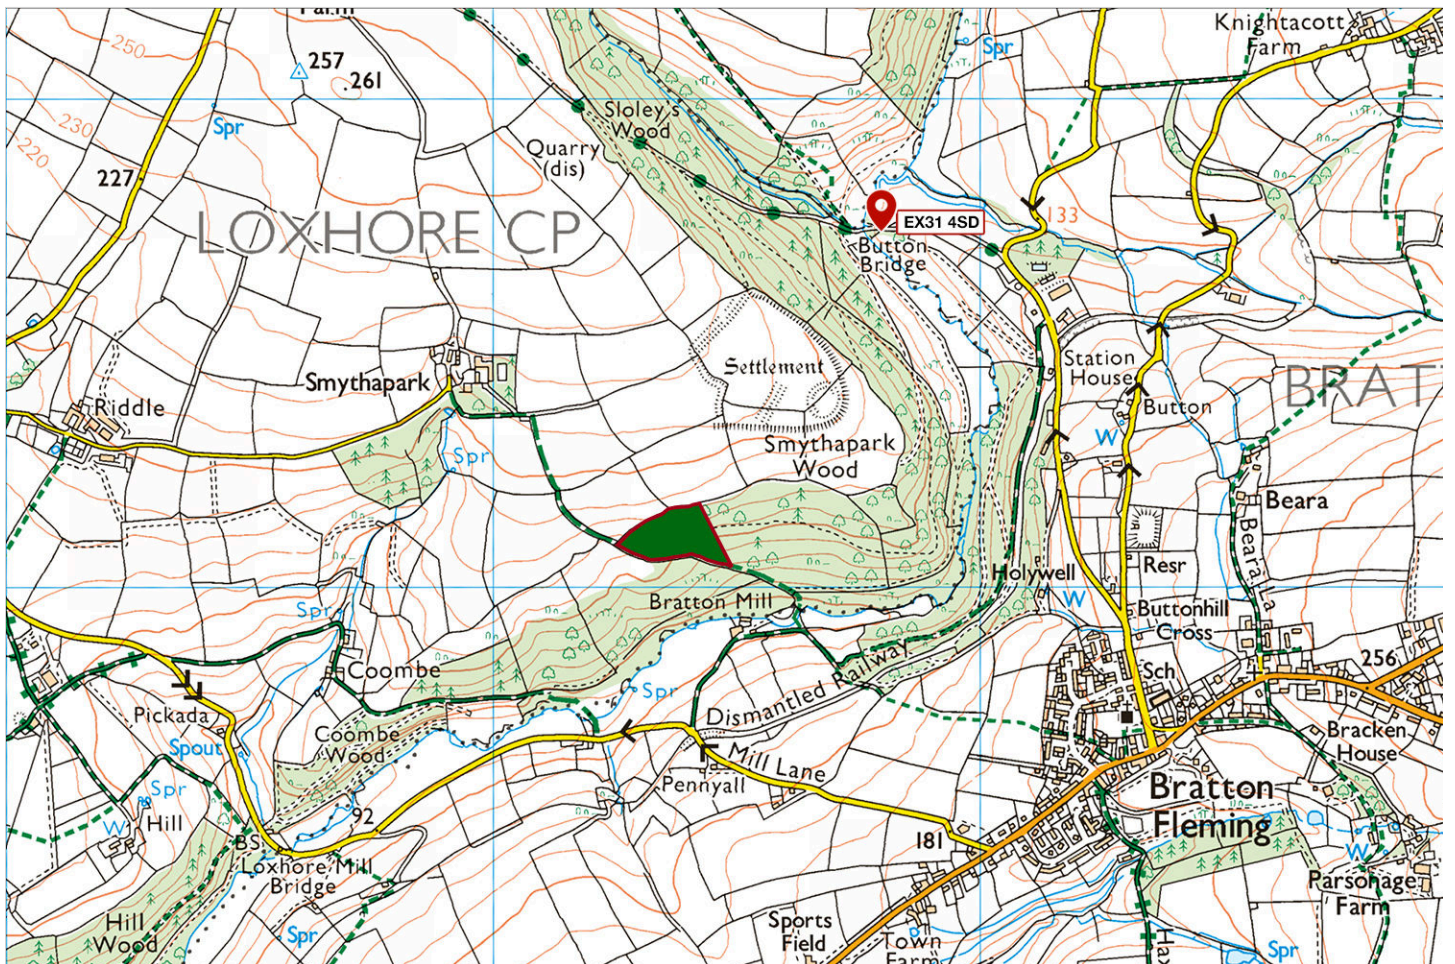 Farm
Knightacott
Farm
250
257
.261
Spr
230
Spr
220
Sloley's
Wood
Quarry
(dis)
227
LOXHORE CP
EX31 4SD
133
Button
Bridge
Settlement
Station
House
BRAT
Smythapark
Riddle
Button
W
Smythapark
Wood
Spr
Beara
Beara La
Holywell
W
Resr
Bratton Mill
Buttonhill
Cross
Spr
256
Coombe
Spr
Sch
Dismantled Railway
Pickada
Coombe
Wood
Spout
Mill Lane
Bracken
House
Pennyall
Bratton
Fleming
Spr
Hill
W
92
BS
181
W
Loxhore Mill
Bridge
Parsonage
Farm
Hill
Wood
Spr
Sports
Field
Town
Farm
Spr